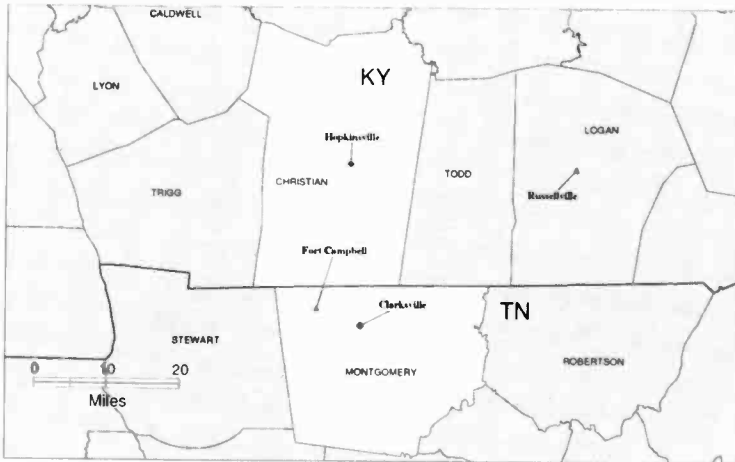 CALDWELL
LYON
KY
Hopkinsville
LOGAN
CHRISTIAN
TODD
TRIGG
Russellville
Fort Campbell
Clarksville
TN
STEWART
ROBERTSON
MONTGOMERY
0 10 20
Miles